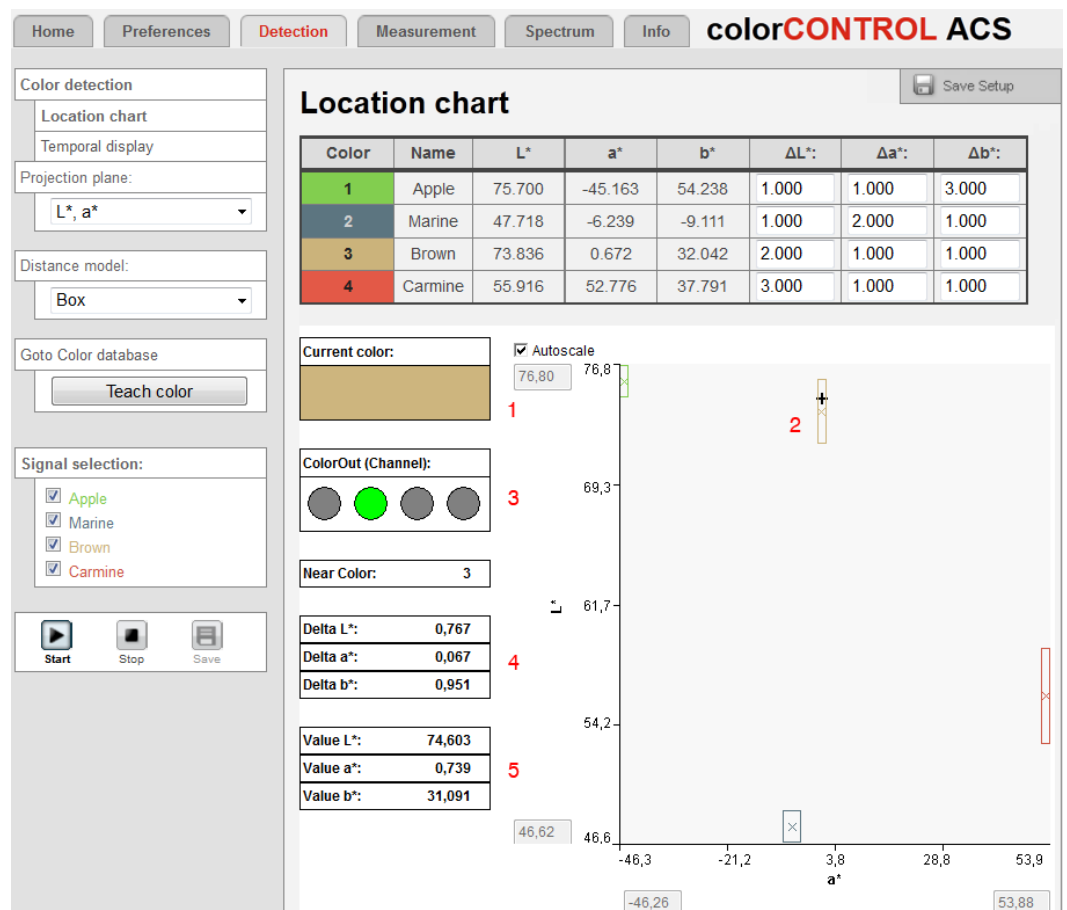 Home Preferences Detection Measurement Spectrum Info colorCONTROL ACS
Color detection
Location chart
Temporal display
Projection plane:
L*, a*
Distance model:
Box
Goto Color database
Teach color
Signal selection:
Apple
Marine
Brown
Carmine
Start Stop Save
Save Setup
Location chart
Color Name L* a* b* ΔL*: Δa*: Δb*:
1 Apple 75.700 -45.163 54.238 1.000 1.000 3.000
2 Marine 47.718 -6.239 -9.111 1.000 2.000 1.000
3 Brown 73.836 0.672 32.042 2.000 1.000 1.000
4 Carmine 55.916 52.776 37.791 3.000 1.000 1.000
Current color:
1
ColorOut (Channel):
3
Near Color: 3
Delta L*: 0,767
Delta a*: 0,067
4
Delta b*: 0,951
Value L*: 74,603
Value a*: 0,739
5
Value b*: 31,091
Autoscale
76,80
76,8
2
69,3
61,7
L*
54,2
46,62
46,6
-46,3 -21,2 3,8 28,8 53,9
a*
-46,26 53,88